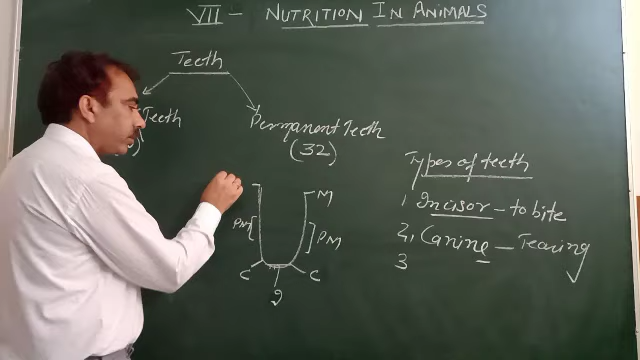 VII - NUTRITION IN ANIMALS
Teeth
Teeth
Permanent Teeth
(32)
Types of teeth
1, Incisor - to bite
2, Canine - Tearing
3
M
PM
PM
C
C